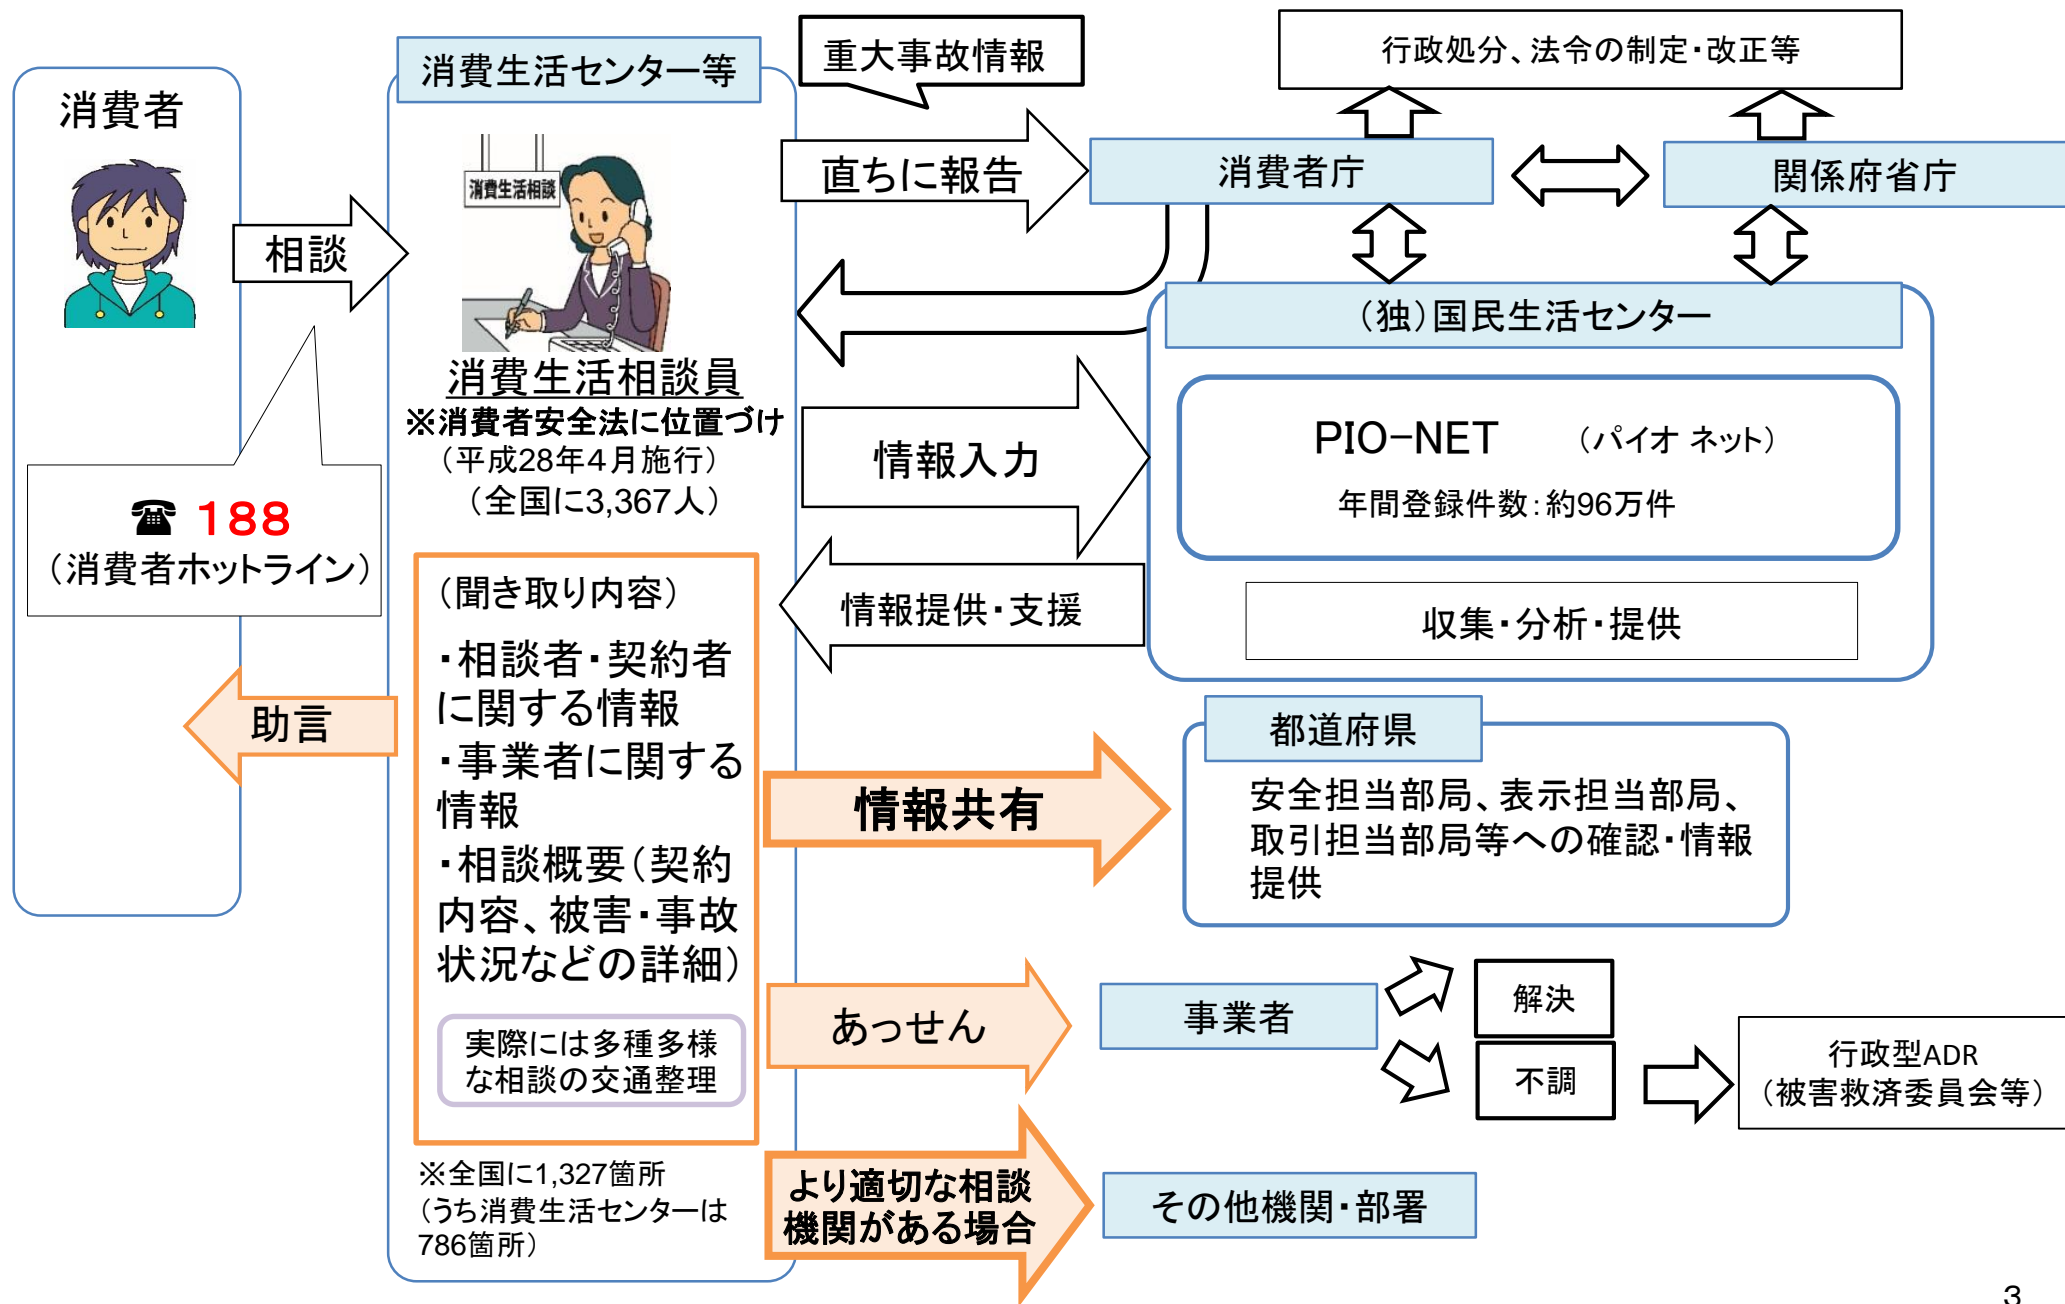 消費者
相談
☎ 188
（消費者ホットライン）
助言
消費生活センター等
消費生活相談
消費生活相談員
※消費者安全法に位置づけ
（平成28年4月施行）
（全国に3,367人）
（聞き取り内容）
・相談者・契約者
に関する情報
・事業者に関する
情報
・相談概要（契約
内容、被害・事故
状況などの詳細）
実際には多種多様
な相談の交通整理
※全国に1,327箇所
（うち消費生活センターは
786箇所）
重大事故情報
直ちに報告
行政処分、法令の制定・改正等
消費者庁
関係府省庁
（独）国民生活センター
情報入力
PIO-NET （パイオ ネット）
年間登録件数：約96万件
情報提供・支援
収集・分析・提供
情報共有
都道府県
安全担当部局、表示担当部局、
取引担当部局等への確認・情報
提供
あっせん
事業者
解決
不調
行政型ADR
（被害救済委員会等）
より適切な相談
機関がある場合
その他機関・部署
3